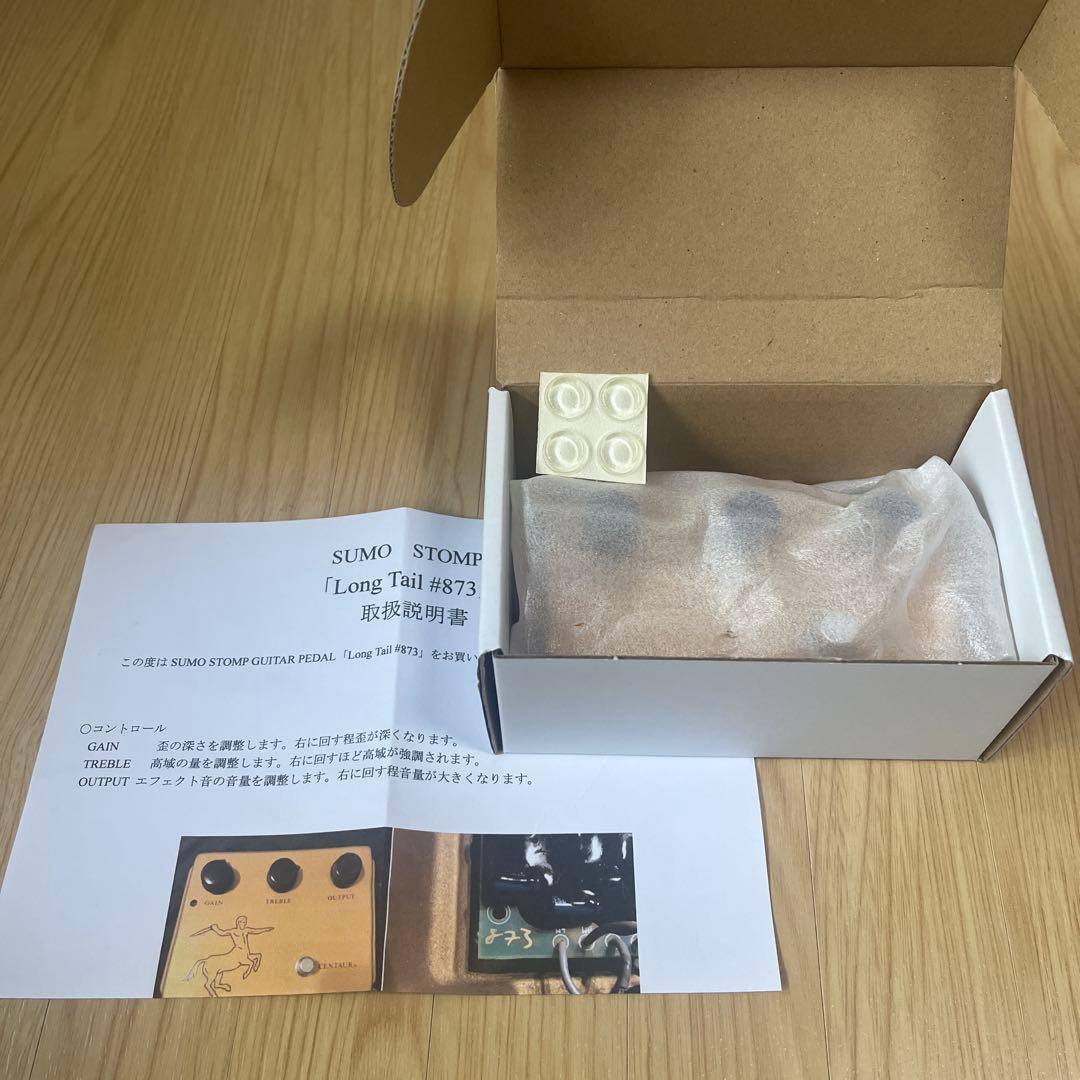 SUMO STOMP
「Long Tail #873」
取扱説明書
この度は SUMO STOMP GUITAR PEDAL「Long Tail #873」をお買い
〇コントロール
GAIN 歪の深さを調整します。右に回す程歪が深くなります。
TREBLE 高域の量を調整します。右に回すほど高域が強調されます。
OUTPUT エフェクト音の音量を調整します。右に回す程音量が大きくなります。
GAIN TREBLE OUTPUT
CENTAUR
873